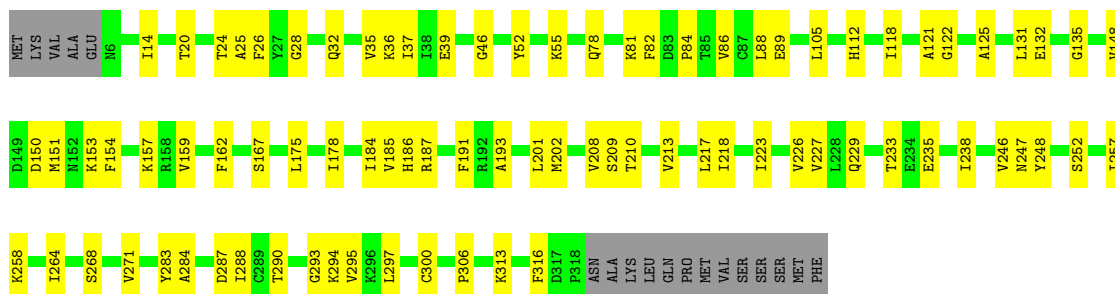 MET LYS VAL ALA GLU N6 I14 T20 T24 A25 F26 Y27 G28 Q32 V35 K36 I37 I38 E39 G46 Y52 K55 Q78 K81 F82 D83 P84 T85 V86 C87 L88 E89 L105 H112 I118 A121 G122 A125 L131 E132 G135 V148
D149 D150 M151 N152 K153 F154 K157 R158 V159 F162 S167 L175 I178 I184 V185 H186 R187 F191 R192 A193 L201 M202 V208 S209 T210 V213 L217 I218 I223 V226 V227 L228 Q229 T233 E234 E235 I238 V246 N247 Y248 S252
K258 I264 S268 V271 Y283 A284 D287 I288 C289 T290 G293 K294 V295 K296 L297 C300 P306 K313 F316 D317 P318 ASN ALA LYS LEU GLN PRO MET VAL SER SER SER MET PHE